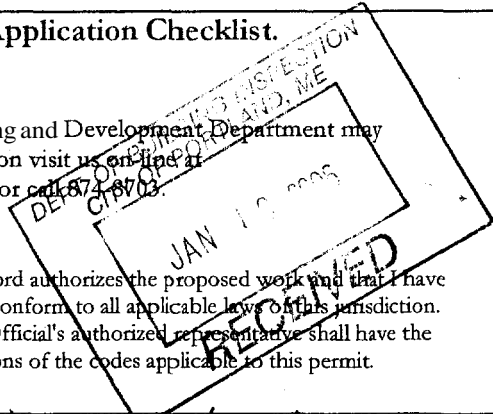 Application Checklist.
ng and Development Department may
on visit us on-line at
or call 874-8703.
DEPT. OF BUILDING INSPECTION
CITY OF PORTLAND, ME
JAN
RECEIVED
ord authorizes the proposed work and that I have
onform to all applicable laws of this jurisdiction.
fficial's authorized representative shall have the
ns of the codes applicable to this permit.